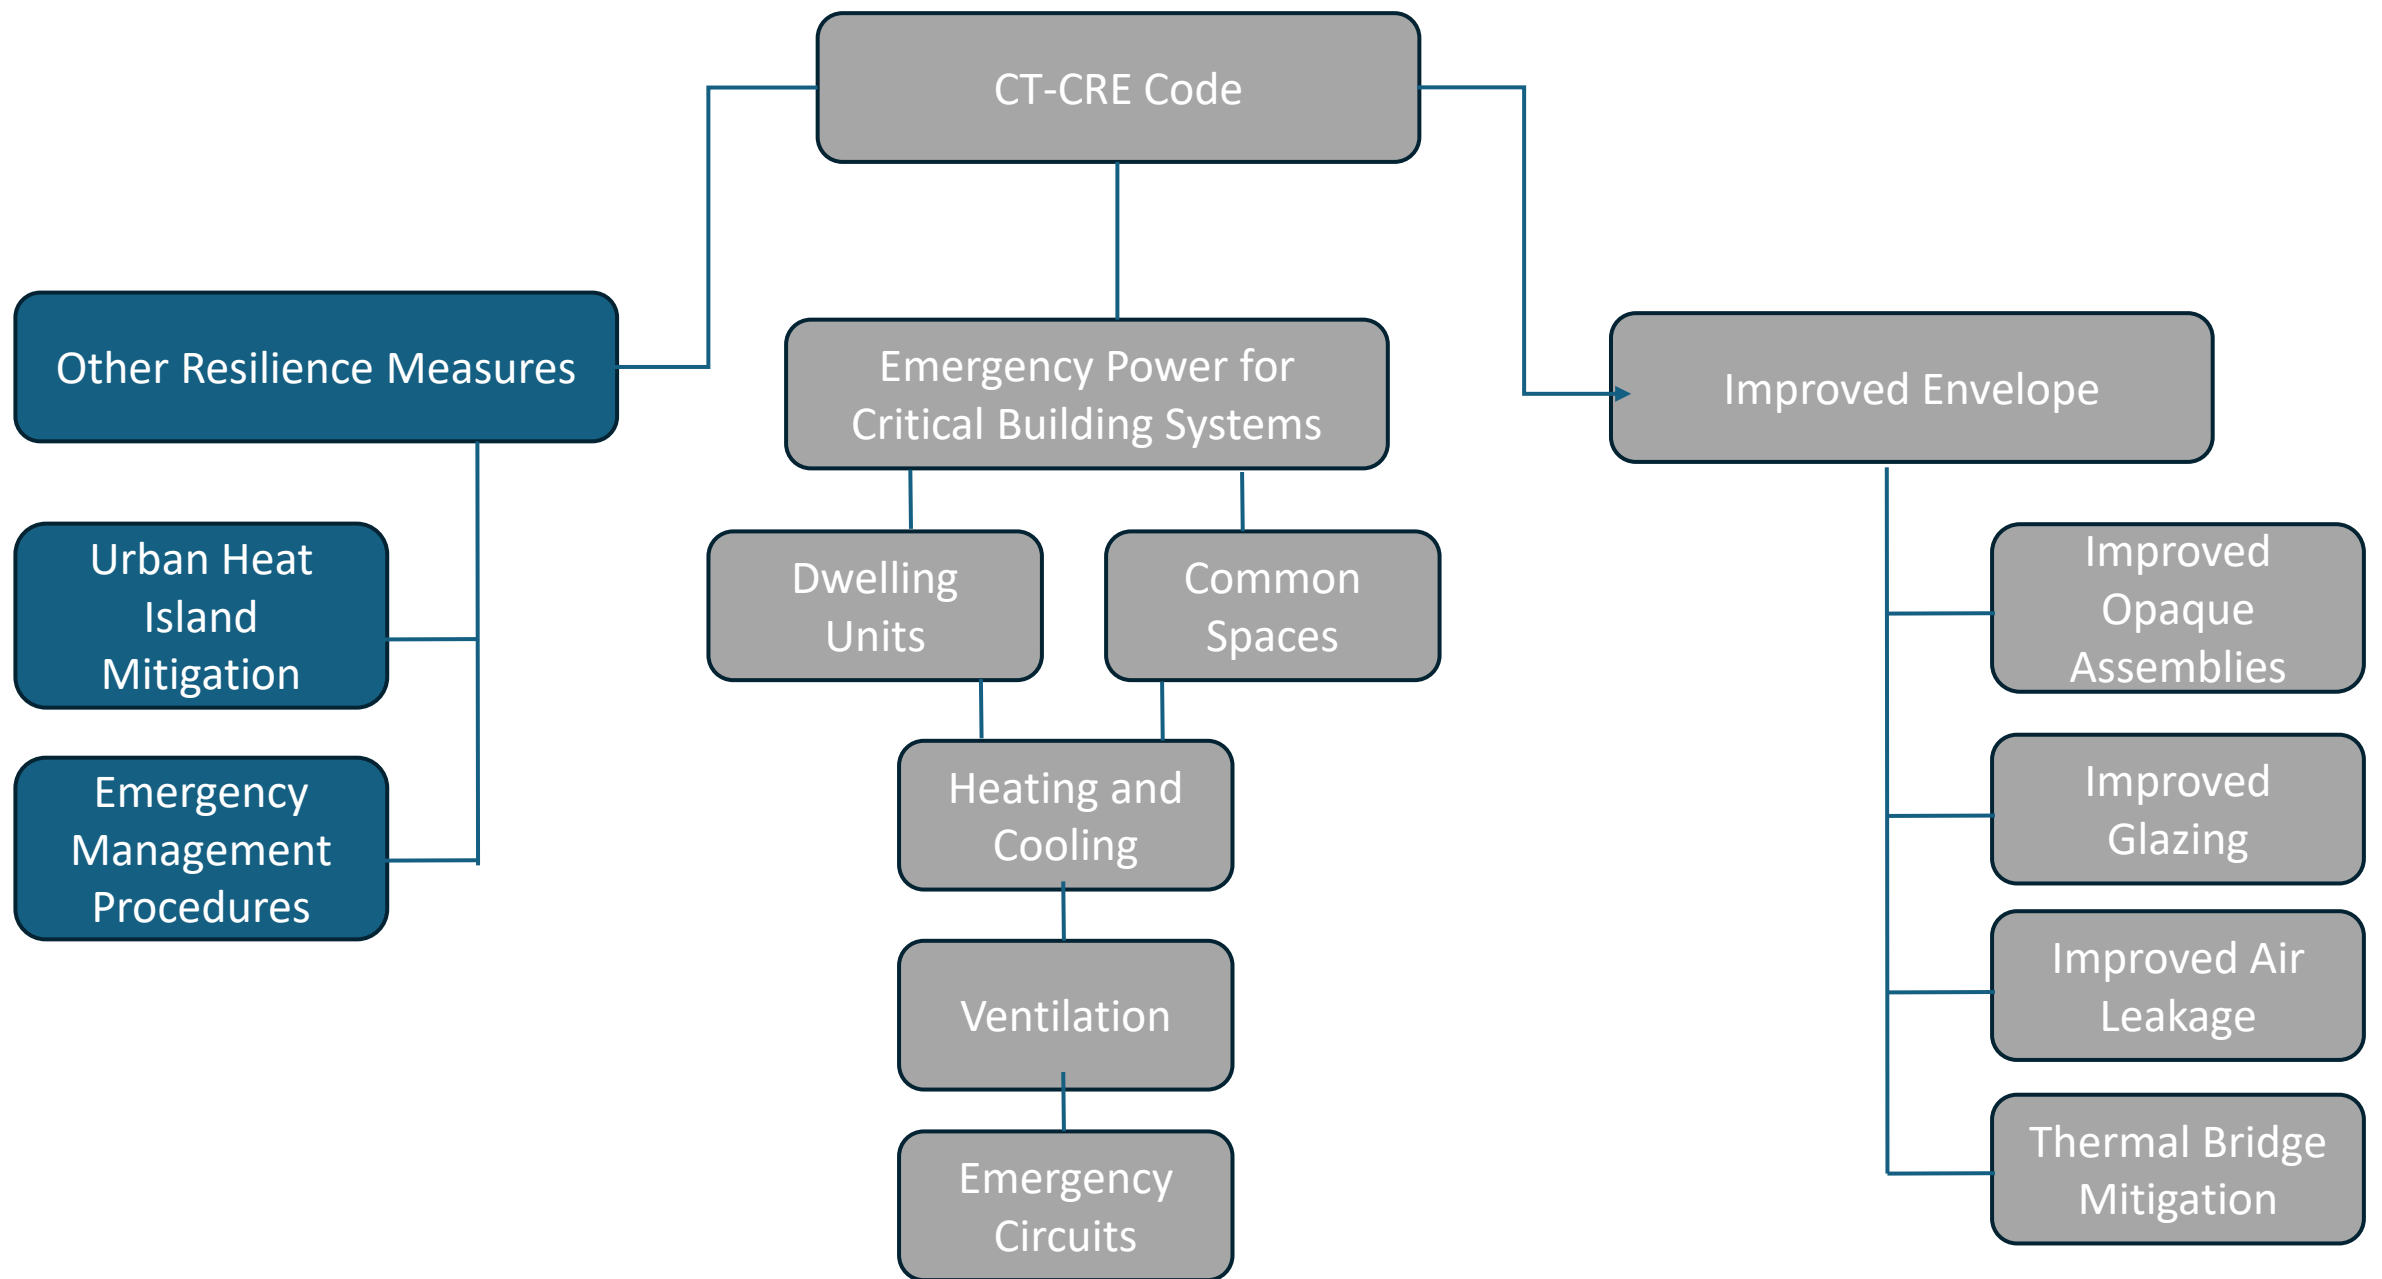 CT-CRE Code
Other Resilience Measures
Urban Heat
Island
Mitigation
Emergency
Management
Procedures
Emergency Power for
Critical Building Systems
Dwelling
Units
Common
Spaces
Heating and
Cooling
Ventilation
Emergency
Circuits
Improved Envelope
Improved
Opaque
Assemblies
Improved
Glazing
Improved Air
Leakage
Thermal Bridge
Mitigation